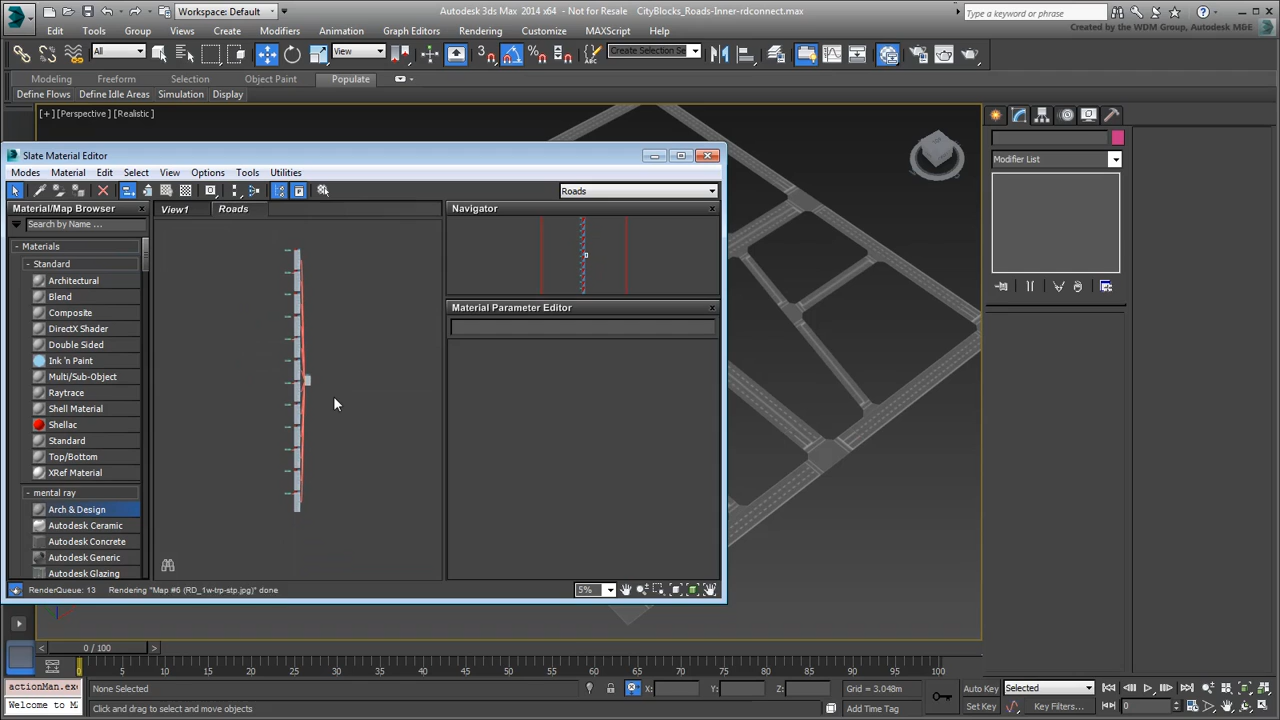 Workspace: Default
Autodesk 3ds Max 2014 x64 - Not for Resale CityBlocks_Roads-Inner-rdconnect.max
Type a keyword or phrase
Edit Tools Group Views Create Modifiers Animation Graph Editors Rendering Customize MAXScript Help
Created by the WDM Group, Autodesk M&E
All View Create Selection Se
Modeling Freeform Selection Object Paint Populate
Define Flows Define Idle Areas Simulation Display
[+] [Perspective] [Realistic]
Modifier List
Slate Material Editor
Modes Material Edit Select View Options Tools Utilities
Roads
Material/Map Browser
View1 Roads
Navigator
Search by Name ...
- Materials
- Standard
Architectural
Blend
Composite
DirectX Shader
Double Sided
Ink 'n Paint
Multi/Sub-Object
Raytrace
Shell Material
Shellac
Standard
Top/Bottom
XRef Material
- mental ray
Arch & Design
Autodesk Ceramic
Autodesk Concrete
Autodesk Generic
Autodesk Glazing
Material Parameter Editor
RenderQueue: 13 Rendering "Map #6 (RD_1w-trp-stp.jpg)" done
5%
0 / 100
0 5 10 15 20 25 30 35 40 45 50 55 60 65 70 75 80 85 90 95 100
actionMan.exe
None Selected
X: Y: Z:
Grid = 3.048m
Auto Key Selected
Welcome to M
Click and drag to select and move objects
Add Time Tag
Set Key Key Filters...
0